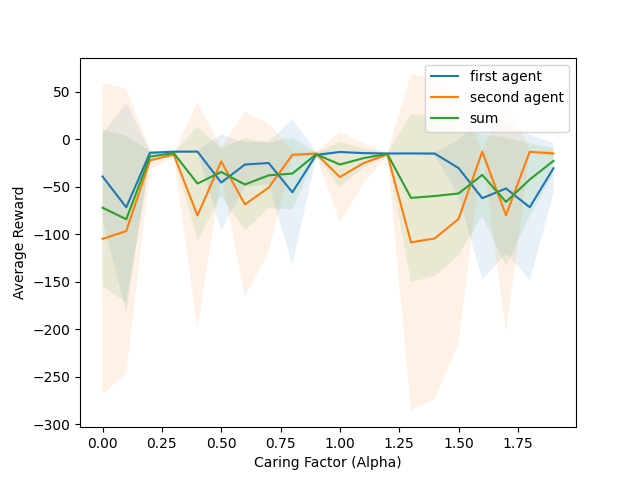 first agent
second agent
sum
50
0
−50
−100
−150
−200
−250
−300
Average Reward
0.00 0.25 0.50 0.75 1.00 1.25 1.50 1.75
Caring Factor (Alpha)